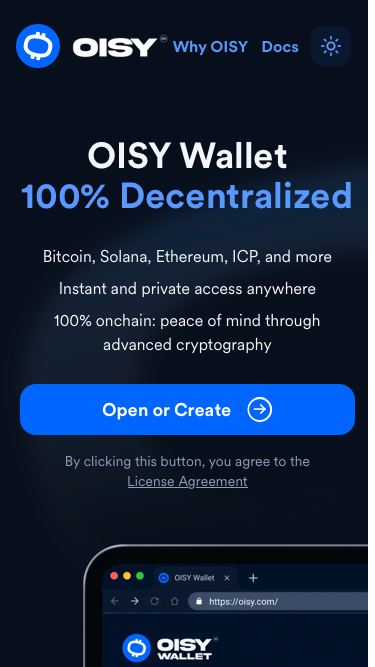 OISY Why OISY Docs
OISY Wallet
100% Decentralized
Bitcoin, Solana, Ethereum, ICP, and more
Instant and private access anywhere
100% onchain: peace of mind through
advanced cryptography
Open or Create
By clicking this button, you agree to the
License Agreement
OISY Wallet
https://oisy.com/
OISY
WALLET